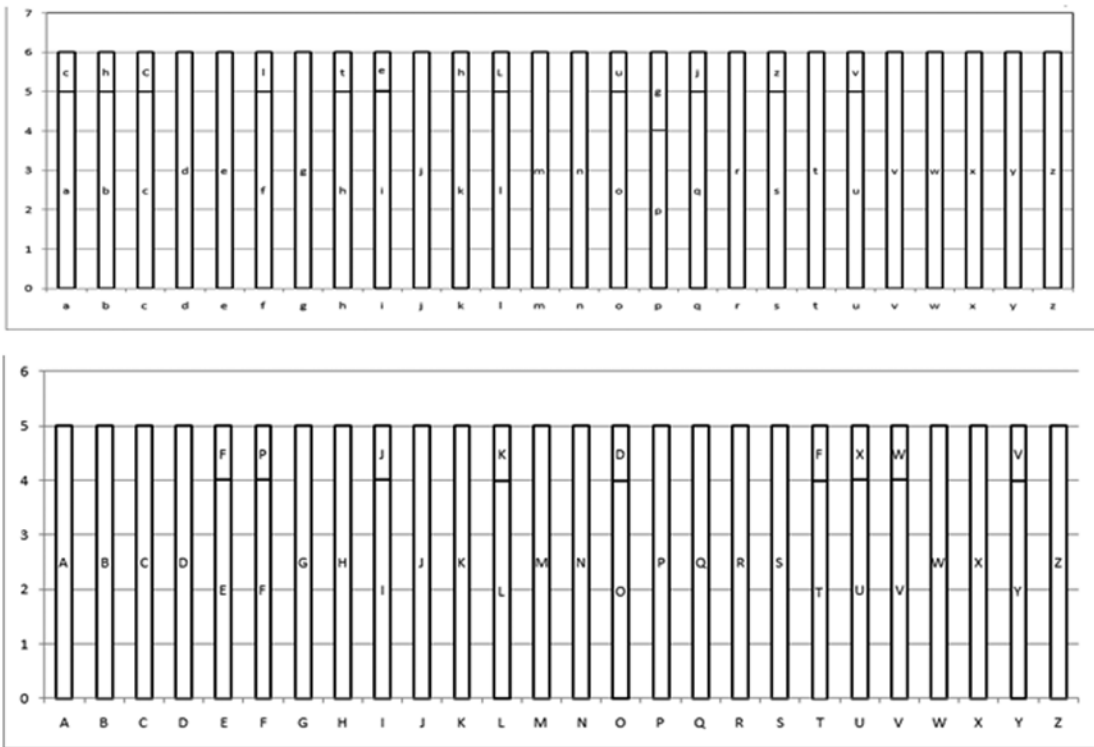 7
6
c h C l t e h L u j z v
5 g
4
3 d e g j m n r t v w x y z
a b c f h i k l o q s u
2 p
1
0
a b c d e f g h i j k l m n o p q r s t u v w x y z
6
5
F P J K D F X W V
4
3
A B C D G H J K M N P Q R S W X Z
2 E F I L O T U V Y
1
0
A B C D E F G H I J K L M N O P Q R S T U V W X Y Z